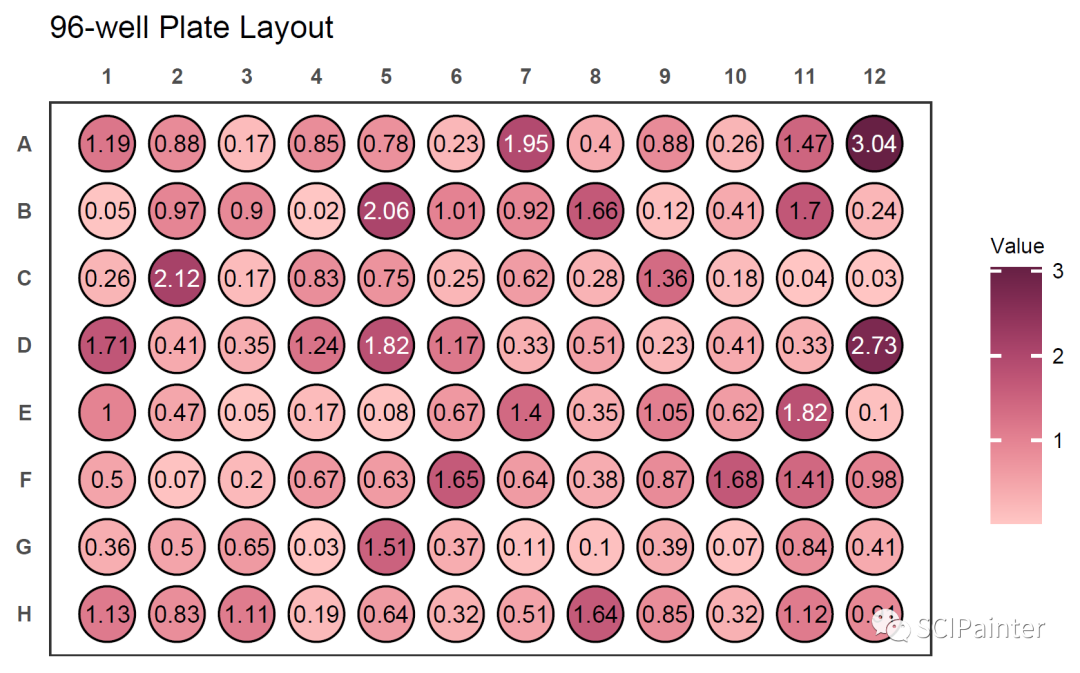 96-well Plate Layout
1 2 3 4 5 6 7 8 9 10 11 12
A 1.19 0.88 0.17 0.85 0.78 0.23 1.95 0.4 0.88 0.26 1.47 3.04
B 0.05 0.97 0.9 0.02 2.06 1.01 0.92 1.66 0.12 0.41 1.7 0.24
C 0.26 2.12 0.17 0.83 0.75 0.25 0.62 0.28 1.36 0.18 0.04 0.03
D 1.71 0.41 0.35 1.24 1.82 1.17 0.33 0.51 0.23 0.41 0.33 2.73
E 1 0.47 0.05 0.17 0.08 0.67 1.4 0.35 1.05 0.62 1.82 0.1
F 0.5 0.07 0.2 0.67 0.63 1.65 0.64 0.38 0.87 1.68 1.41 0.98
G 0.36 0.5 0.65 0.03 1.51 0.37 0.11 0.1 0.39 0.07 0.84 0.41
H 1.13 0.83 1.11 0.19 0.64 0.32 0.51 1.64 0.85 0.32 1.12
Value
3
2
1
SCIPainter